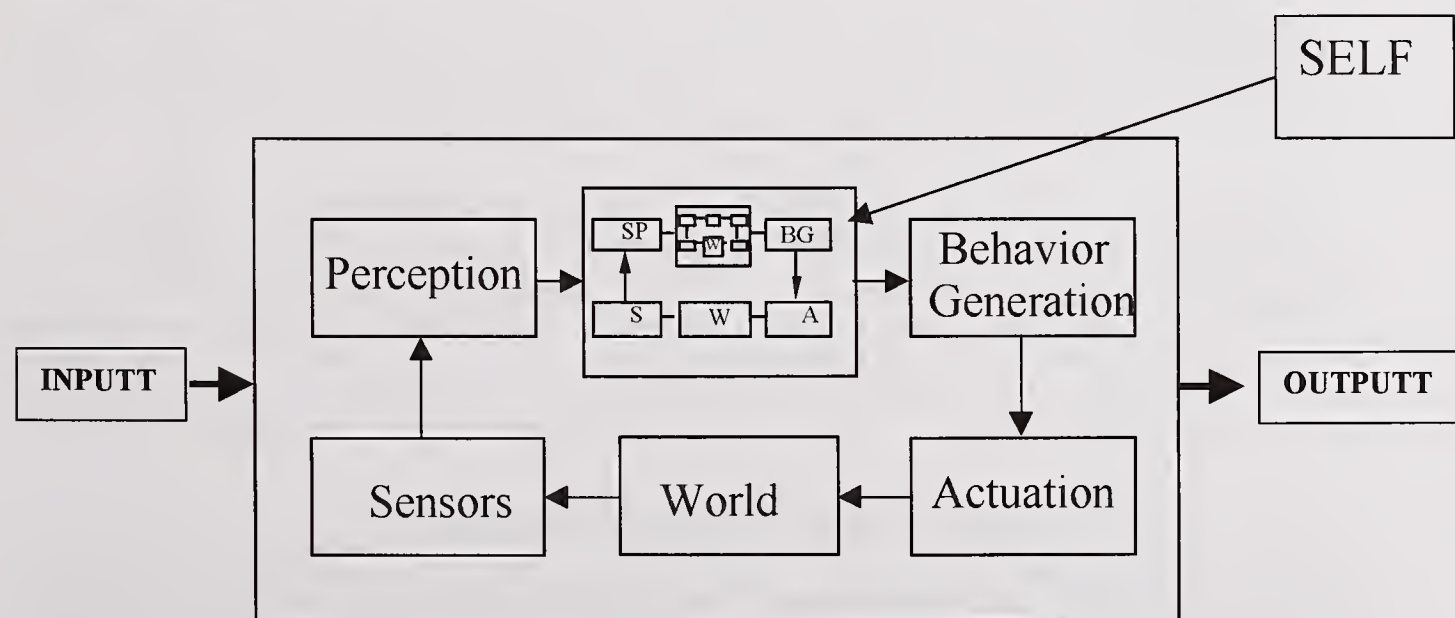 SELF
SP
W
BG
Perception
Behavior
Generation
S
W
A
INPUTT
OUTPUTT
Sensors
World
Actuation